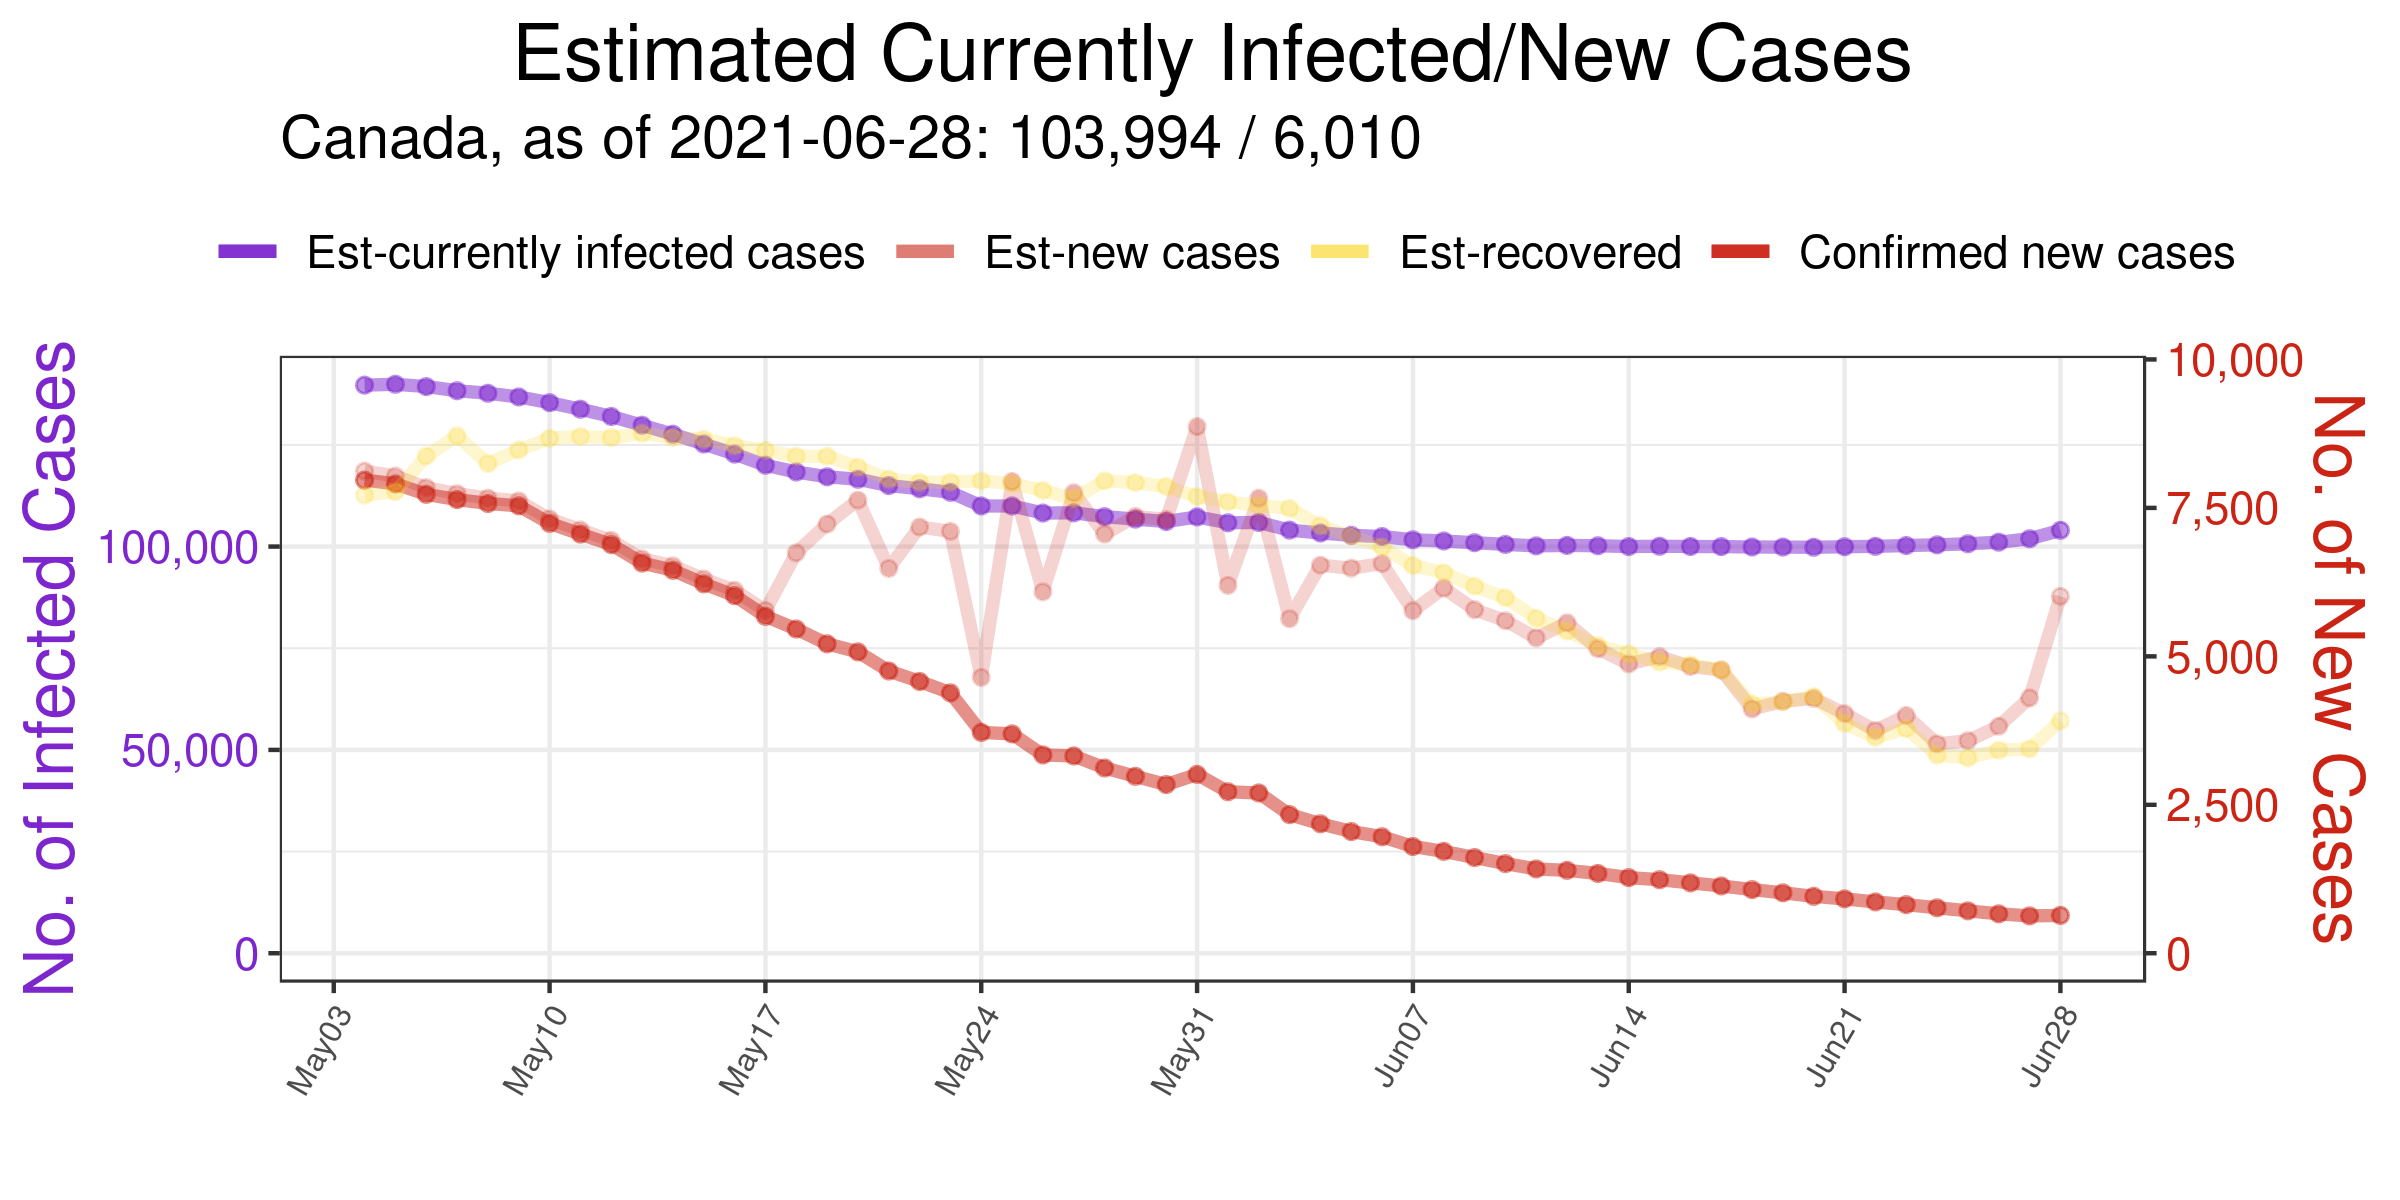 Estimated Currently Infected/New Cases
Canada, as of 2021-06-28: 103,994 / 6,010
Est-currently infected cases Est-new cases Est-recovered Confirmed new cases
No. of Infected Cases
100,000
50,000
0
10,000
7,500
5,000
2,500
0
No. of New Cases
May03 May10 May17 May24 May31 Jun07 Jun14 Jun21 Jun28